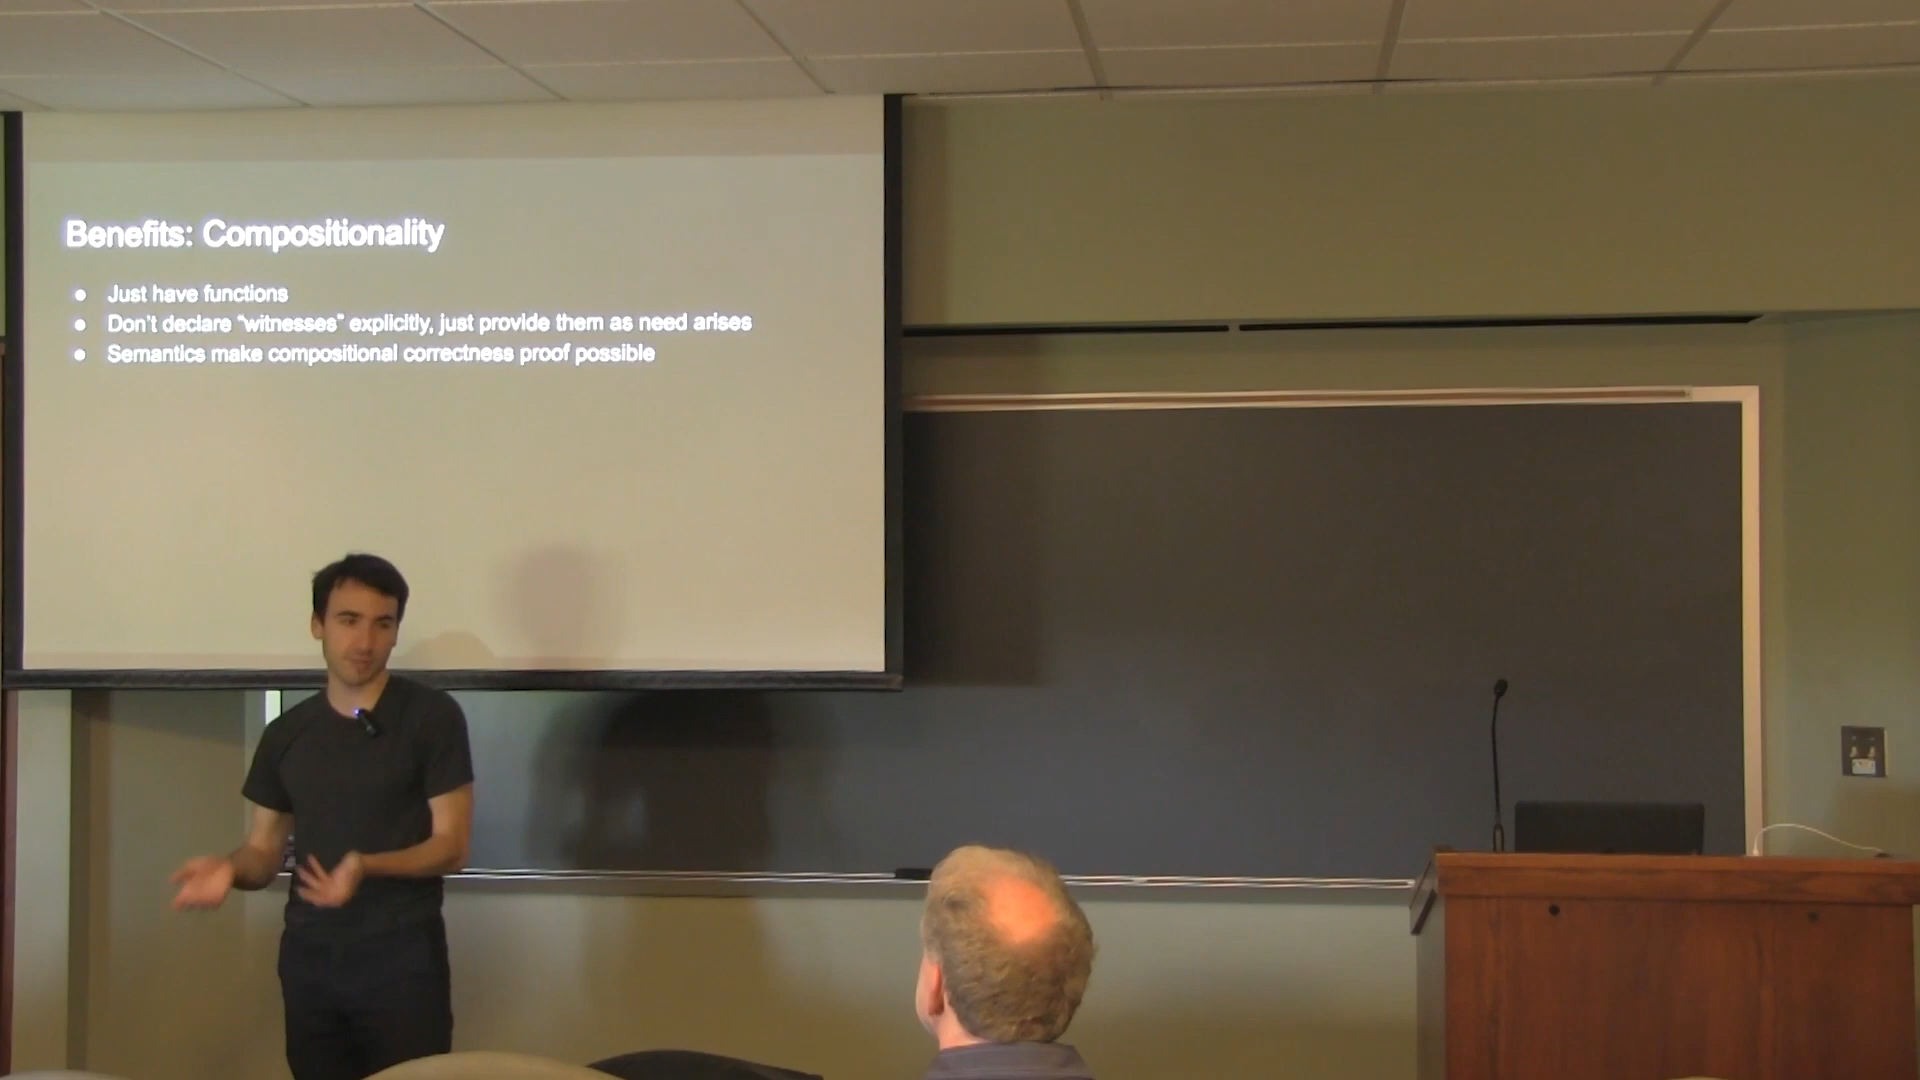 Benefits: Compositionality
● Just have functions
● Don't declare “witnesses” explicitly, just provide them as need arises
● Semantics make compositional correctness proof possible